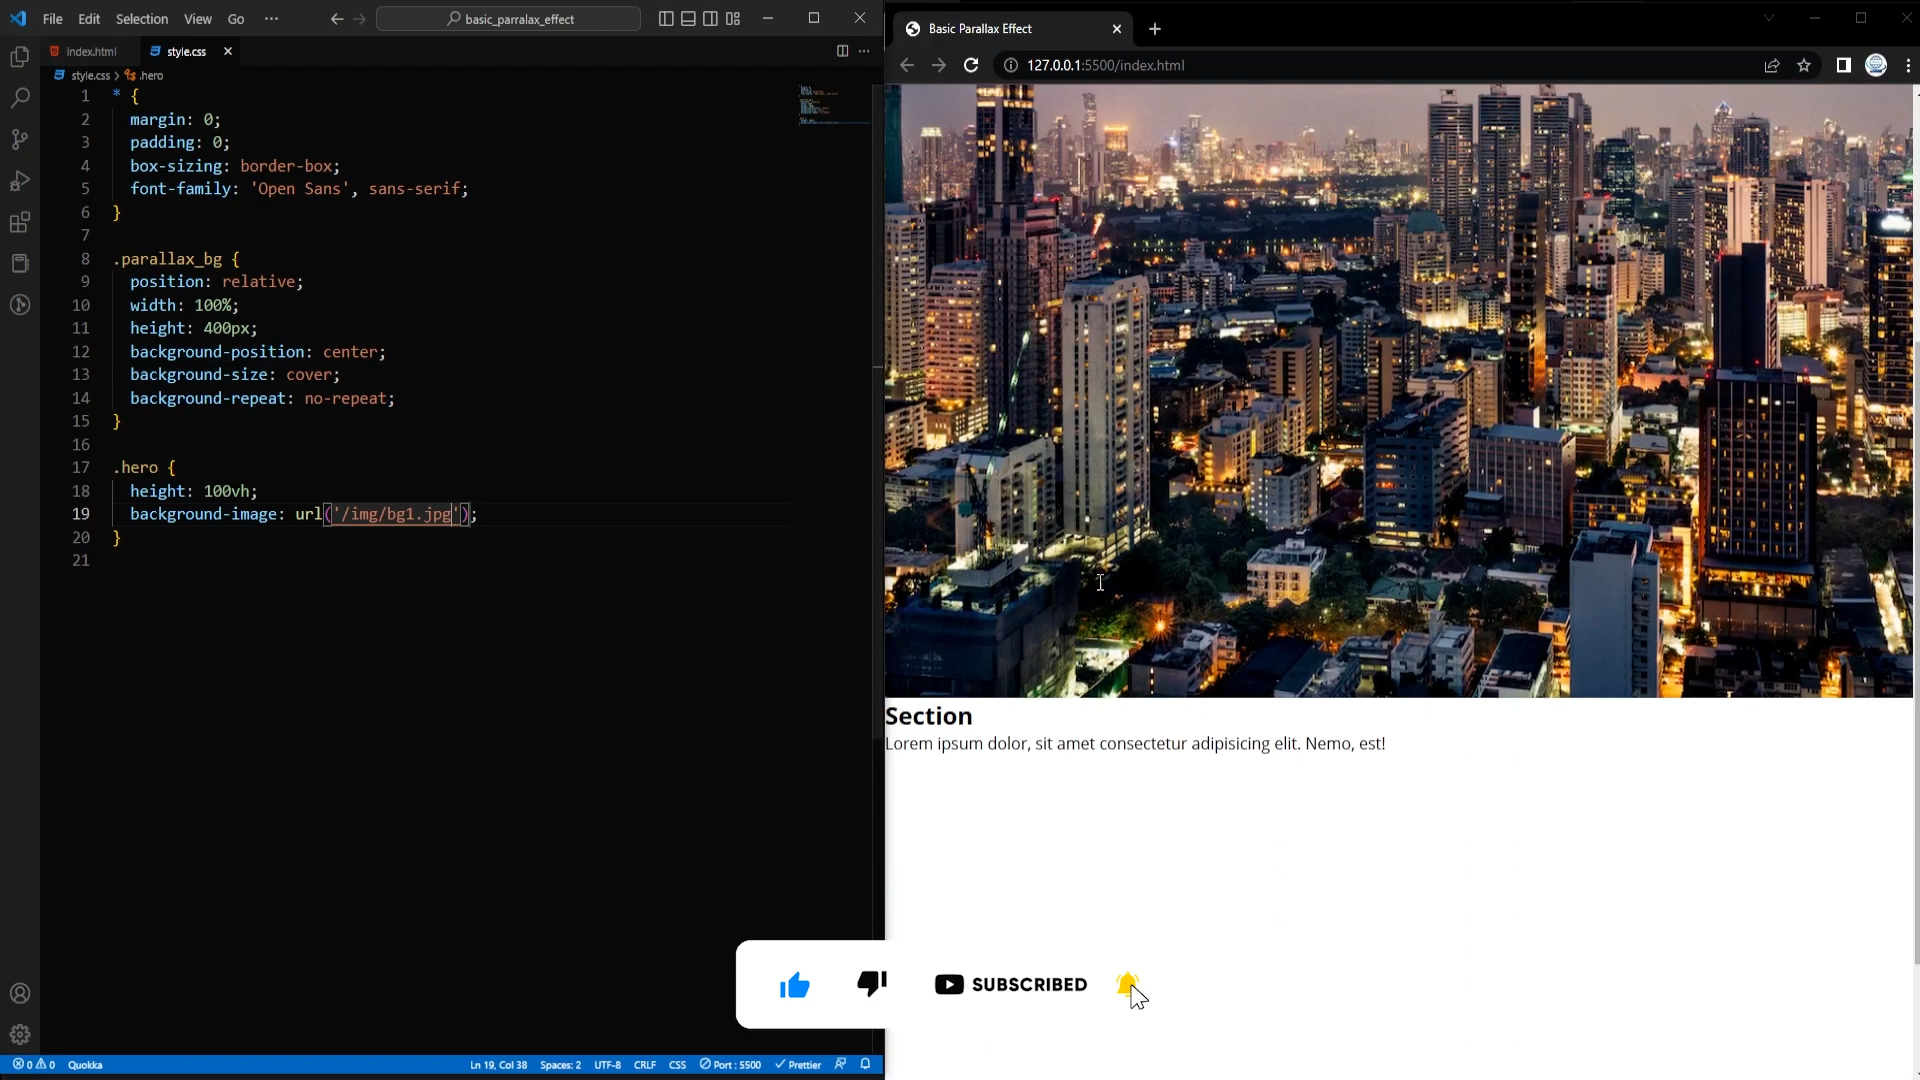 File Edit Selection View Go ··· basic_parralax_effect
index.html style.css
style.css > .hero
1 * {
2 margin: 0;
3 padding: 0;
4 box-sizing: border-box;
5 font-family: 'Open Sans', sans-serif;
6 }
7
8 .parallax_bg {
9 position: relative;
10 width: 100%;
11 height: 400px;
12 background-position: center;
13 background-size: cover;
14 background-repeat: no-repeat;
15 }
16
17 .hero {
18 height: 100vh;
19 background-image: url('/img/bg1.jpg');
20 }
21
0 0 Quokka Ln 19, Col 38 Spaces: 2 UTF-8 CRLF CSS Port : 5500 Prettier
Basic Parallax Effect
127.0.0.1:5500/index.html
Section
Lorem ipsum dolor, sit amet consectetur adipisicing elit. Nemo, est!
SUBSCRIBED